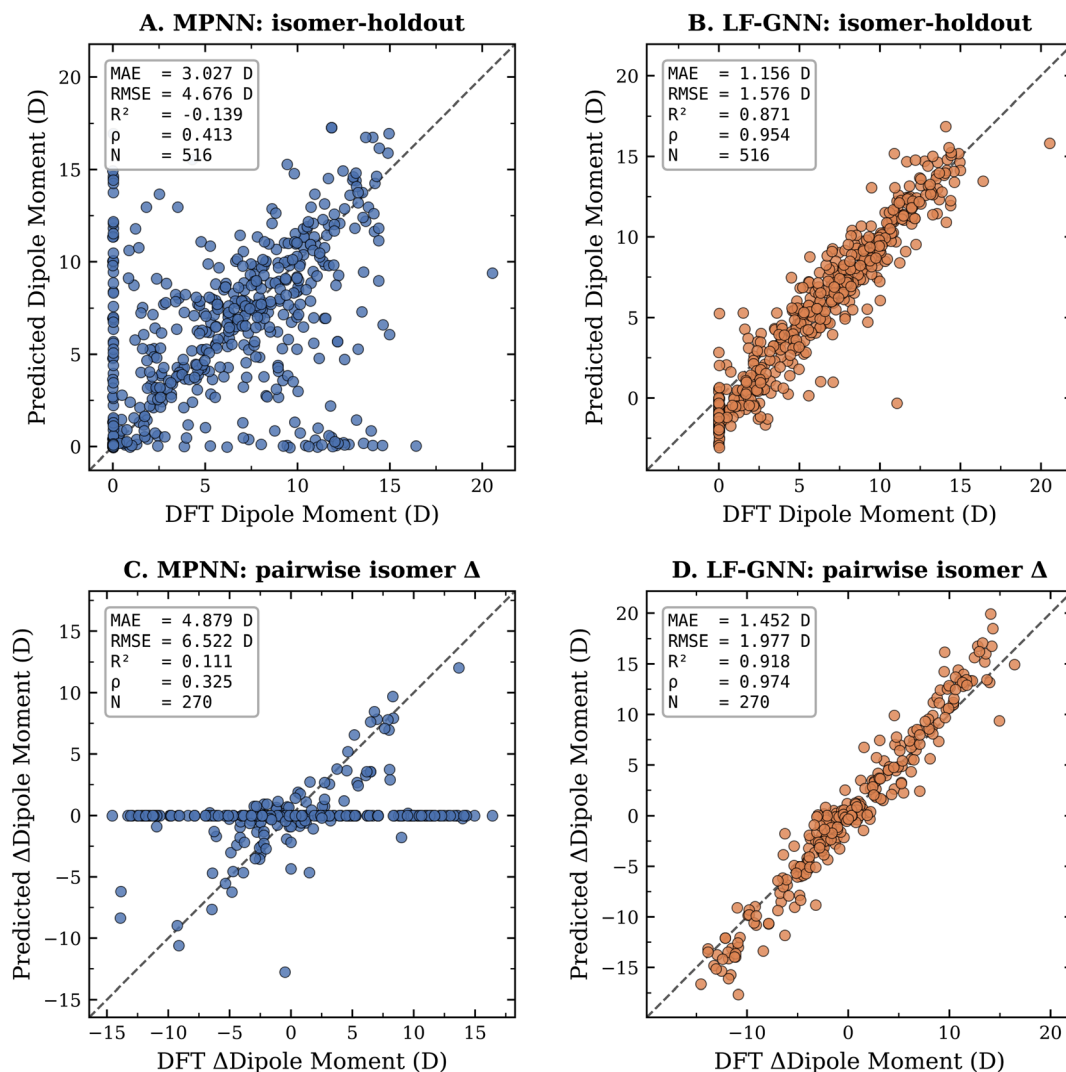 A. MPNN: isomer-holdout
MAE = 3.027 D
RMSE = 4.676 D
R² = -0.139
ρ = 0.413
N = 516
20
15
10
5
0
Predicted Dipole Moment (D)
0 5 10 15 20
DFT Dipole Moment (D)
B. LF-GNN: isomer-holdout
MAE = 1.156 D
RMSE = 1.576 D
R² = 0.871
ρ = 0.954
N = 516
20
15
10
5
0
Predicted Dipole Moment (D)
0 5 10 15 20
DFT Dipole Moment (D)
C. MPNN: pairwise isomer Δ
MAE = 4.879 D
RMSE = 6.522 D
R² = 0.111
ρ = 0.325
N = 270
15
10
5
0
−5
−10
−15
Predicted ΔDipole Moment (D)
−15 −10 −5 0 5 10 15
DFT ΔDipole Moment (D)
D. LF-GNN: pairwise isomer Δ
MAE = 1.452 D
RMSE = 1.977 D
R² = 0.918
ρ = 0.974
N = 270
20
15
10
5
0
−5
−10
−15
Predicted ΔDipole Moment (D)
−10 0 10 20
DFT ΔDipole Moment (D)